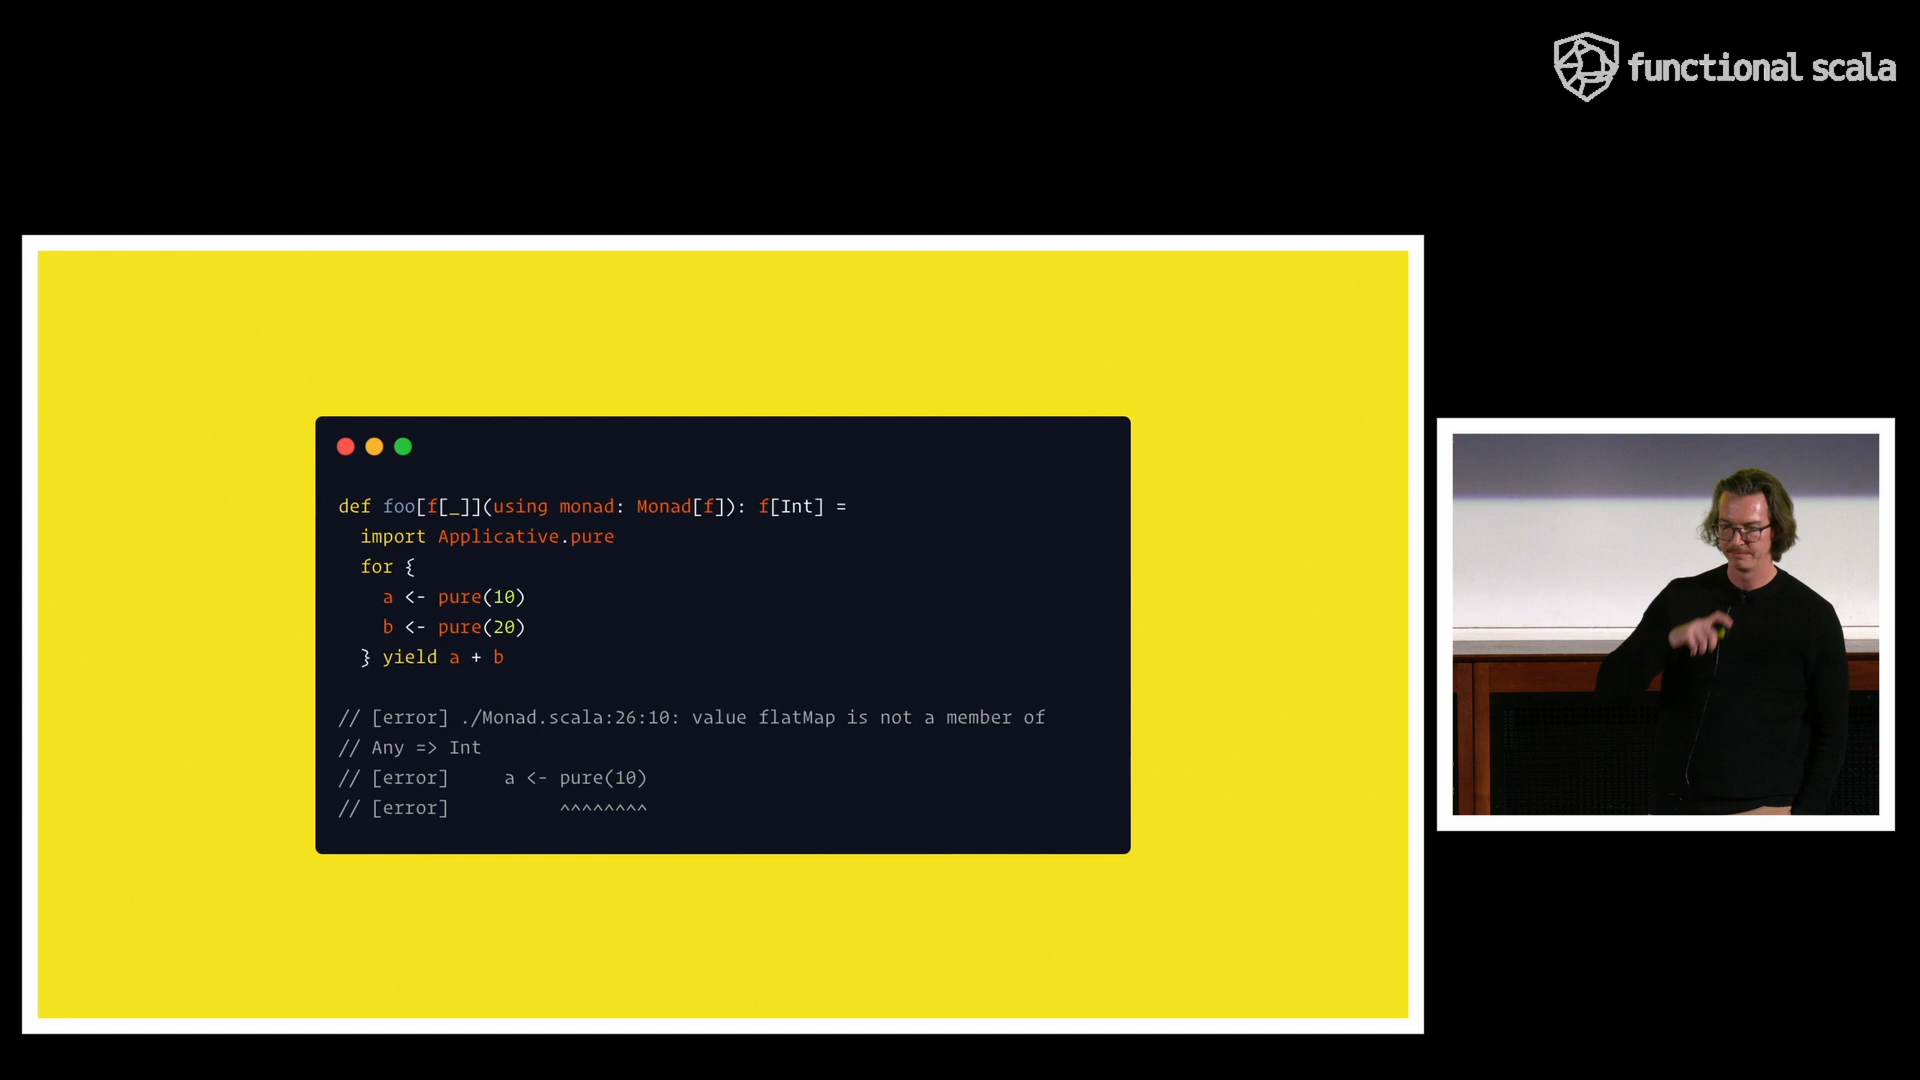 functional scala
def foo[f[_]](using monad: Monad[f]): f[Int] =
  import Applicative.pure
  for {
    a <- pure(10)
    b <- pure(20)
  } yield a + b
// [error] ./Monad.scala:26:10: value flatMap is not a member of
// Any => Int
// [error]     a <- pure(10)
// [error]          ^^^^^^^^